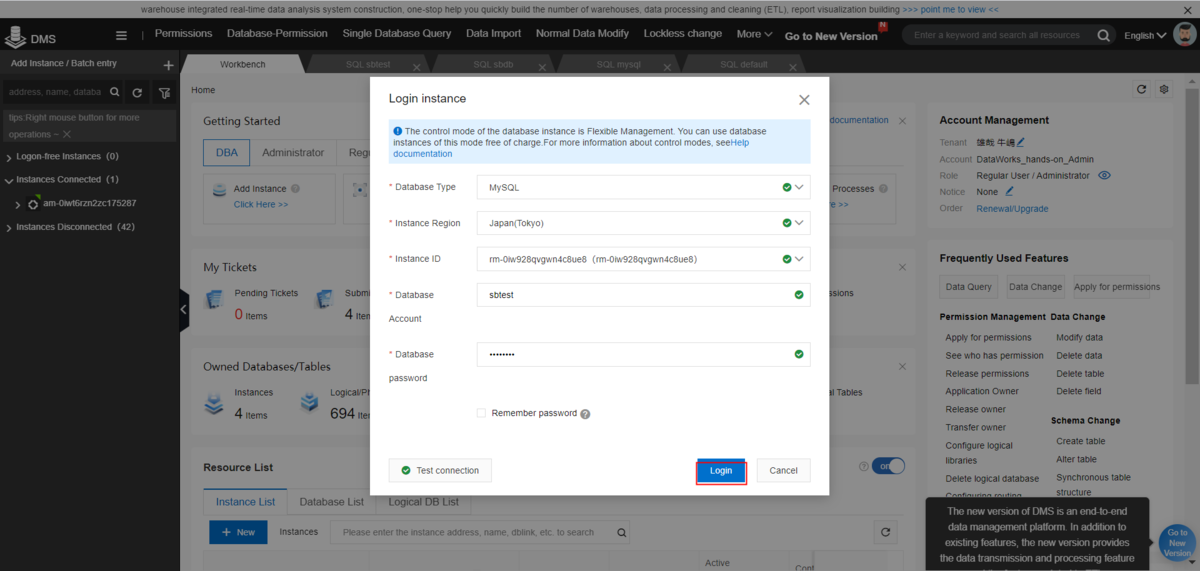 warehouse integrated real-time data analysis system construction, one-stop help you quickly build the number of warehouses, data processing and cleaning (ETL), report visualization building >>> point me to view <<
DMS
Permissions Database-Permission Single Database Query Data Import Normal Data Modify Lockless change More Go to New Version N
Enter a keyword and search all resources English
Add Instance / Batch entry
Workbench SQL sbtest SQL sbdb SQL mysql SQL default
address, name, databa
tips:Right mouse button for more
operations ~
Logon-free Instances (0)
Instances Connected (1)
am-0iwl6rzn2zc175287
Instances Disconnected (42)
Home
Getting Started
documentation
DBA Administrator Reg
Add Instance
Click Here >>
Processes
e >>
My Tickets
Pending Tickets
0 Items
Submi
4 Item
ssions
Owned Databases/Tables
Instances
4 Items
Logical/Ph
694 Iten
al Tables
Resource List
on
Instance List Database List Logical DB List
+ New Instances Please enter the instance address, name, dblink, etc. to search
Active
Cont
Login instance
The control mode of the database instance is Flexible Management. You can use database
instances of this mode free of charge.For more information about control modes, seeHelp
documentation
* Database Type MySQL
* Instance Region Japan(Tokyo)
* Instance ID rm-0iw928qvgwn4c8ue8（rm-0iw928qvgwn4c8ue8）
* Database
Account
sbtest
* Database
password
••••••••
Remember password
Test connection Login Cancel
Account Management
Tenant 雄哉 牛嶋
Account DataWorks_hands-on_Admin
Role Regular User / Administrator
Notice None
Order Renewal/Upgrade
Frequently Used Features
Data Query Data Change Apply for permissions
Permission Management Data Change
Apply for permissions Modify data
See who has permission Delete data
Release permissions Delete table
Application Owner Delete field
Release owner
Transfer owner Schema Change
Configure logical
libraries
Create table
Alter table
Delete logical database Synchronous table
structure
Configuring routing
The new version of DMS is an end-to-end
data management platform. In addition to
existing features, the new version provides
the data transmission and processing feature
Go to
New
Version